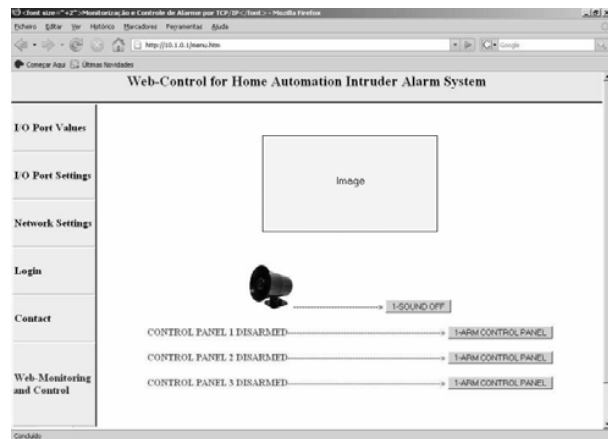 <font size="+2">Monitorização e Controle de Alarme por TCP/IP</font> - Mozilla Firefox
Ficheiro Editar Ver Histórico Marcadores Ferramentas Ajuda
http://10.1.0.1/menu.htm
Google
Começar Aqui Últimas Novidades
Web-Control for Home Automation Intruder Alarm System
I/O Port Values
I/O Port Settings
Network Settings
Login
Contact
Web-Monitoring
and Control
Image
1-SOUND OFF
CONTROL PANEL 1 DISARMED 1-ARM CONTROL PANEL
CONTROL PANEL 2 DISARMED 1-ARM CONTROL PANEL
CONTROL PANEL 3 DISARMED 1-ARM CONTROL PANEL
Concluído